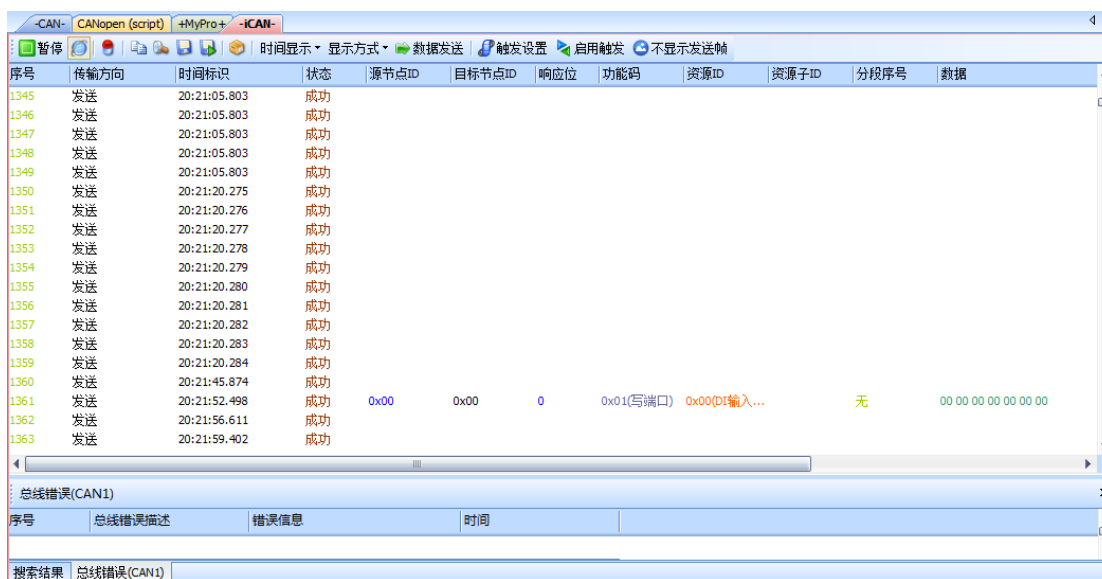 -CAN- CANopen (script) +MyPro+ -iCAN-
暂停 时间显示 显示方式 数据发送 触发设置 启用触发 不显示发送帧
序号 传输方向 时间标识 状态 源节点ID 目标节点ID 响应位 功能码 资源ID 资源子ID 分段序号 数据
1345 发送 20:21:05.803 成功
1346 发送 20:21:05.803 成功
1347 发送 20:21:05.803 成功
1348 发送 20:21:05.803 成功
1349 发送 20:21:05.803 成功
1350 发送 20:21:20.275 成功
1351 发送 20:21:20.276 成功
1352 发送 20:21:20.277 成功
1353 发送 20:21:20.278 成功
1354 发送 20:21:20.279 成功
1355 发送 20:21:20.280 成功
1356 发送 20:21:20.281 成功
1357 发送 20:21:20.282 成功
1358 发送 20:21:20.283 成功
1359 发送 20:21:20.284 成功
1360 发送 20:21:45.874 成功
1361 发送 20:21:52.498 成功 0x00 0x00 0 0x01(写端口) 0x00(DI输入... 无 00 00 00 00 00 00 00
1362 发送 20:21:56.611 成功
1363 发送 20:21:59.402 成功
总线错误(CAN1)
序号 总线错误描述 错误信息 时间
搜索结果 总线错误(CAN1)